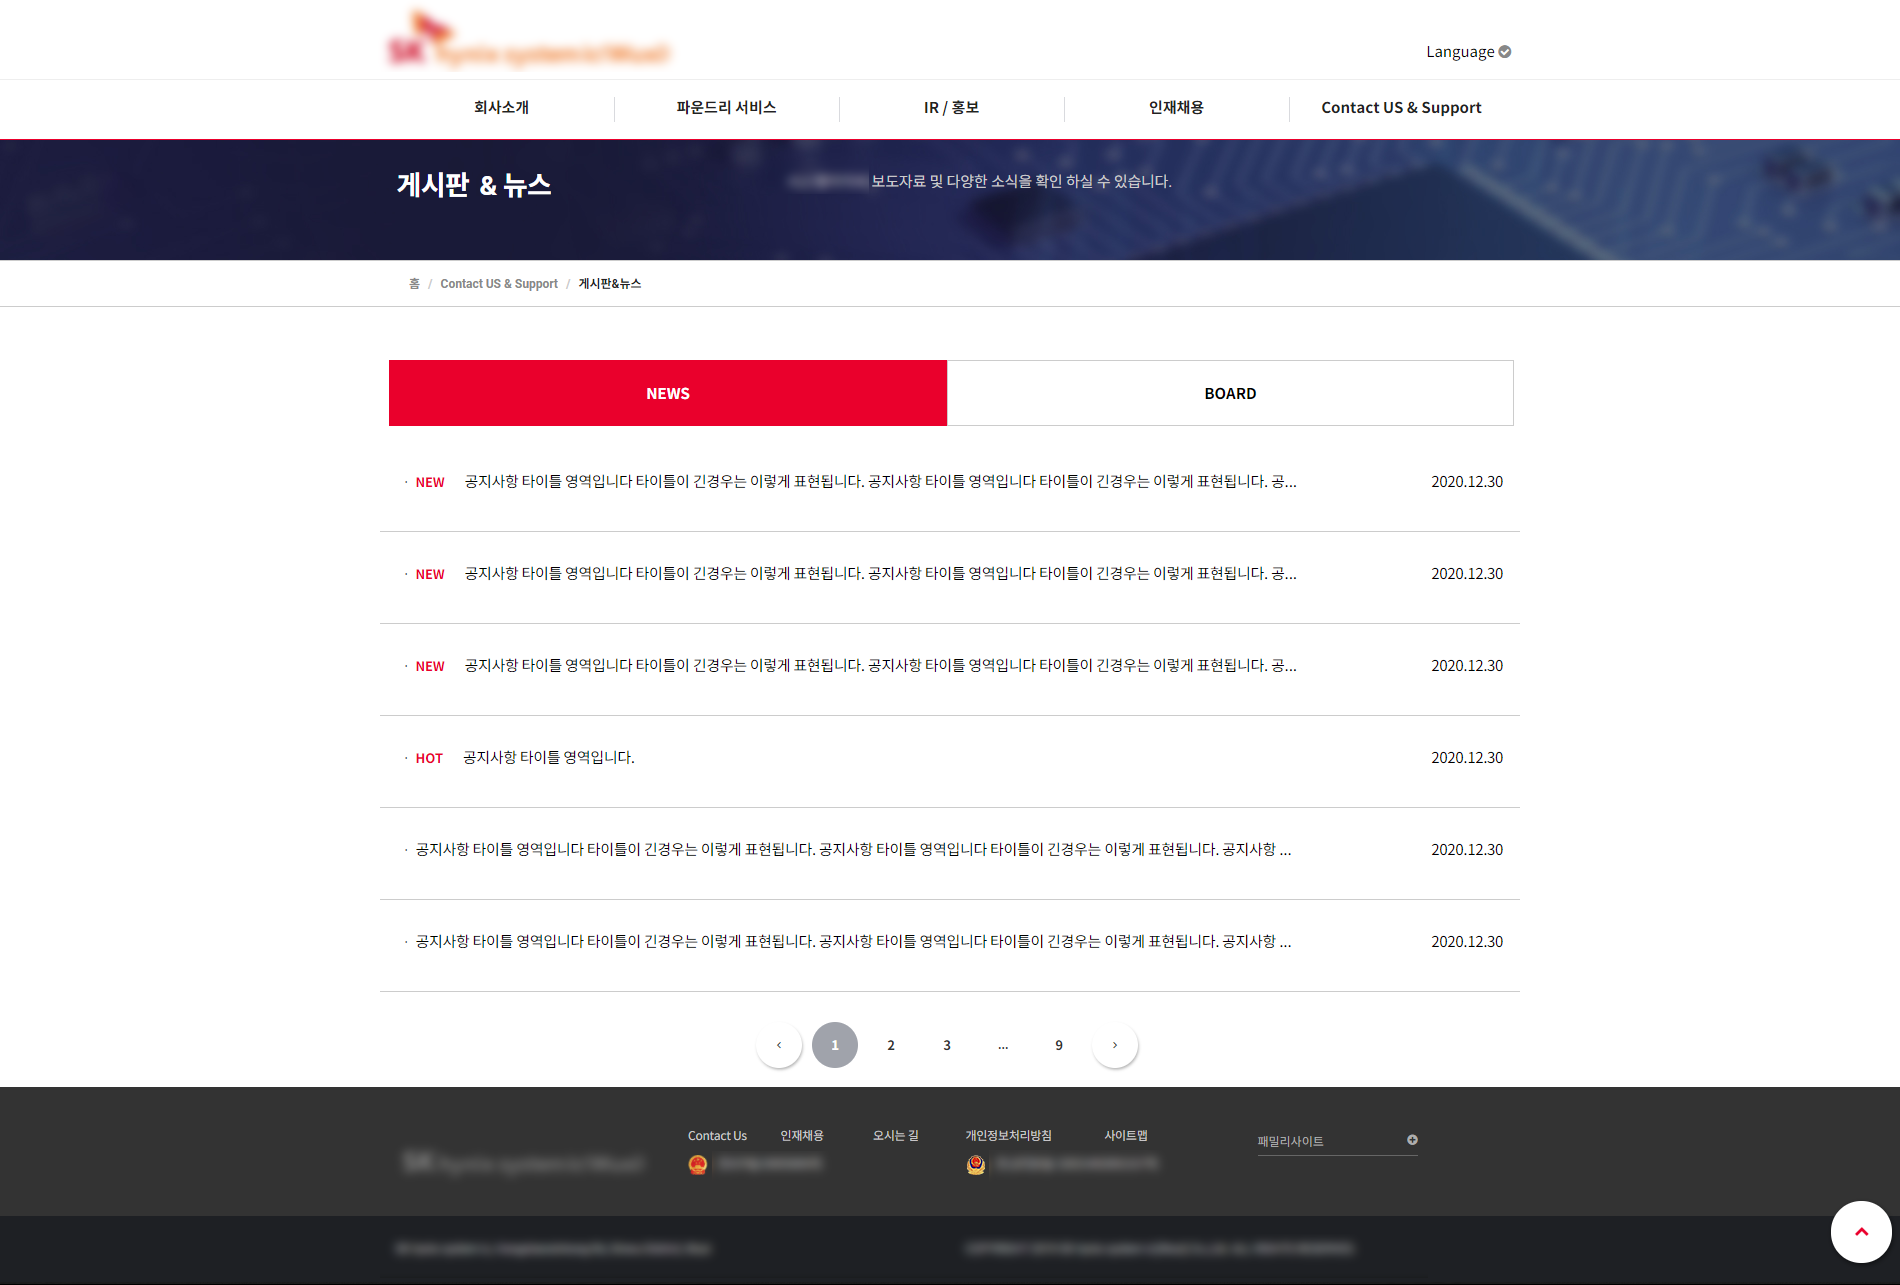 SK
Language
회사소개
파운드리 서비스
IR / 홍보
인재채용
Contact US & Support
게시판 & 뉴스
보도자료 및 다양한 소식을 확인 하실 수 있습니다.
홈 / Contact US & Support / 게시판&뉴스
NEWS
BOARD
· NEW 공지사항 타이틀 영역입니다 타이틀이 긴경우는 이렇게 표현됩니다. 공지사항 타이틀 영역입니다 타이틀이 긴경우는 이렇게 표현됩니다. 공... 2020.12.30
· NEW 공지사항 타이틀 영역입니다 타이틀이 긴경우는 이렇게 표현됩니다. 공지사항 타이틀 영역입니다 타이틀이 긴경우는 이렇게 표현됩니다. 공... 2020.12.30
· NEW 공지사항 타이틀 영역입니다 타이틀이 긴경우는 이렇게 표현됩니다. 공지사항 타이틀 영역입니다 타이틀이 긴경우는 이렇게 표현됩니다. 공... 2020.12.30
· HOT 공지사항 타이틀 영역입니다. 2020.12.30
· 공지사항 타이틀 영역입니다 타이틀이 긴경우는 이렇게 표현됩니다. 공지사항 타이틀 영역입니다 타이틀이 긴경우는 이렇게 표현됩니다. 공지사항 ... 2020.12.30
· 공지사항 타이틀 영역입니다 타이틀이 긴경우는 이렇게 표현됩니다. 공지사항 타이틀 영역입니다 타이틀이 긴경우는 이렇게 표현됩니다. 공지사항 ... 2020.12.30
‹ 1 2 3 ... 9 ›
Contact Us 인재채용 오시는 길 개인정보처리방침 사이트맵
패밀리사이트
SK